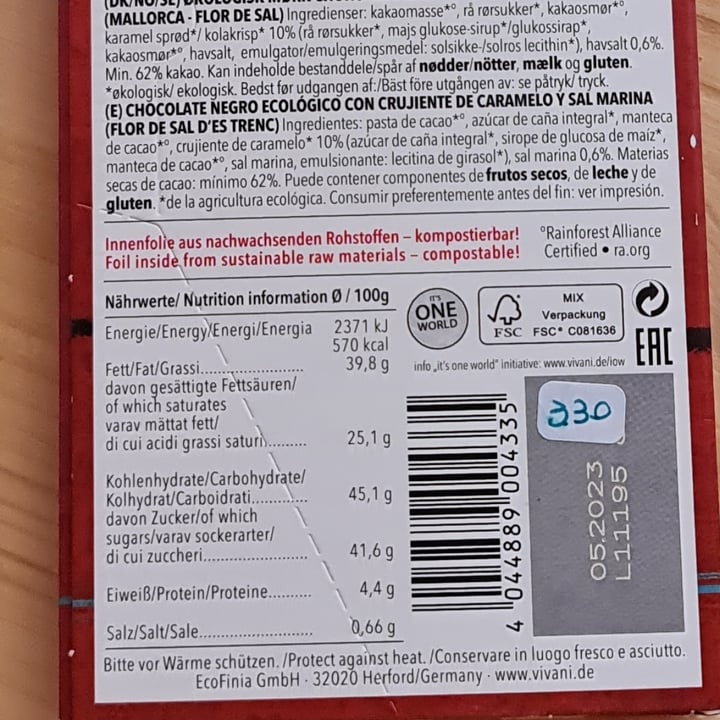 (MALLORCA - FLOR DE SAL) Ingredienser: kakaomasse*°, rå rørsukker*, kakaosmør*°,
karamel sprød*/ kolakrisp* 10% (rå rørsukker*, majs glukose-sirup*/glukossirap*,
kakaosmør*°, havsalt, emulgator/emulgeringsmedel: solsikke-/solros lecithin*), havsalt 0,6%.
Min. 62% kakao. Kan indeholde bestanddele/spår af nødder/nötter, mælk og gluten.
*økologisk/ ekologisk. Bedst før udgangen af:/Bäst före utgången av: se påtryk/ tryck.
(E) CHOCOLATE NEGRO ECOLÓGICO CON CRUJIENTE DE CARAMELO Y SAL MARINA
(FLOR DE SAL D'ES TRENC) Ingredientes: pasta de cacao*°, azúcar de caña integral*, manteca
de cacao*°, crujiente de caramelo* 10% (azúcar de caña integral*, sirope de glucosa de maíz*,
manteca de cacao*°, sal marina, emulsionante: lecitina de girasol*), sal marina 0,6%. Materias
secas de cacao: mínimo 62%. Puede contener componentes de frutos secos, de leche y de
gluten. *de la agricultura ecológica. Consumir preferentemente antes del fin: ver impresión.
Innenfolie aus nachwachsenden Rohstoffen – kompostierbar!
Foil inside from sustainable raw materials – compostable!
°Rainforest Alliance
Certified • ra.org
Nährwerte/ Nutrition information Ø / 100g
Energie/Energy/Energi/Energia 2371 kJ
570 kcal
Fett/Fat/Grassi..................... 39,8 g
davon gesättigte Fettsäuren/
of which saturates
varav mättat fett/
di cui acidi grassi saturi.......... 25,1 g
Kohlenhydrate/Carbohydrate/
Kolhydrat/Carboidrati............. 45,1 g
davon Zucker/of which
sugars/varav sockerarter/
di cui zuccheri..................... 41,6 g
Eiweiß/Protein/Proteine.......... 4,4 g
Salz/Salt/Sale....................... 0,66 g
IT'S
ONE
WORLD
FSC
MIX
Verpackung
FSC® C081636
info „it's one world" initiative: www.vivani.de/iow
EAC
4 044889 004335
230
05.2023
L11195
Bitte vor Wärme schützen. /Protect against heat. /Conservare in luogo fresco e asciutto.
EcoFinia GmbH · 32020 Herford/Germany · www.vivani.de